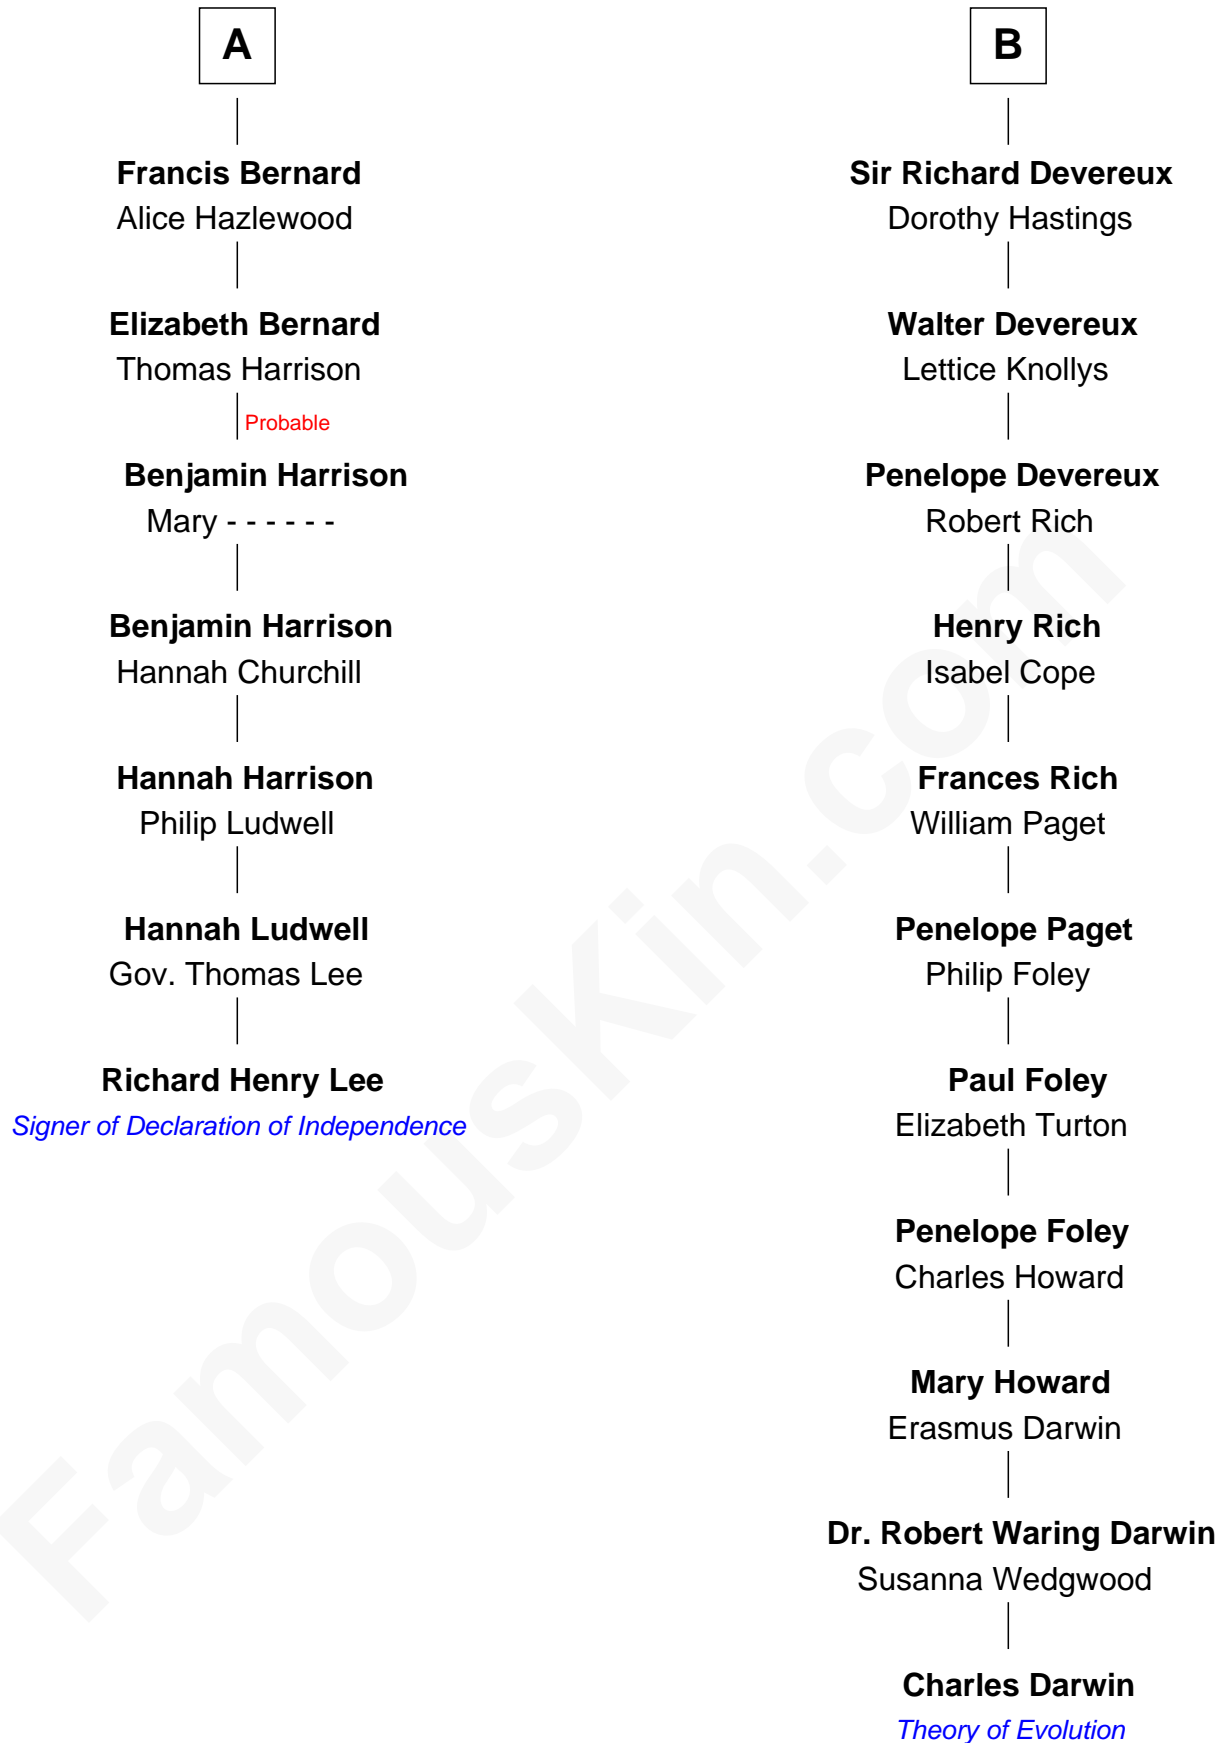 A
Francis Bernard
Alice Hazlewood
Elizabeth Bernard
Thomas Harrison
Probable
Benjamin Harrison
Mary - - - - - -
Benjamin Harrison
Hannah Churchill
Hannah Harrison
Philip Ludwell
Hannah Ludwell
Gov. Thomas Lee
Richard Henry Lee
Signer of Declaration of Independence
B
Sir Richard Devereux
Dorothy Hastings
Walter Devereux
Lettice Knollys
Penelope Devereux
Robert Rich
Henry Rich
Isabel Cope
Frances Rich
William Paget
Penelope Paget
Philip Foley
Paul Foley
Elizabeth Turton
Penelope Foley
Charles Howard
Mary Howard
Erasmus Darwin
Dr. Robert Waring Darwin
Susanna Wedgwood
Charles Darwin
Theory of Evolution
FamousKin.com